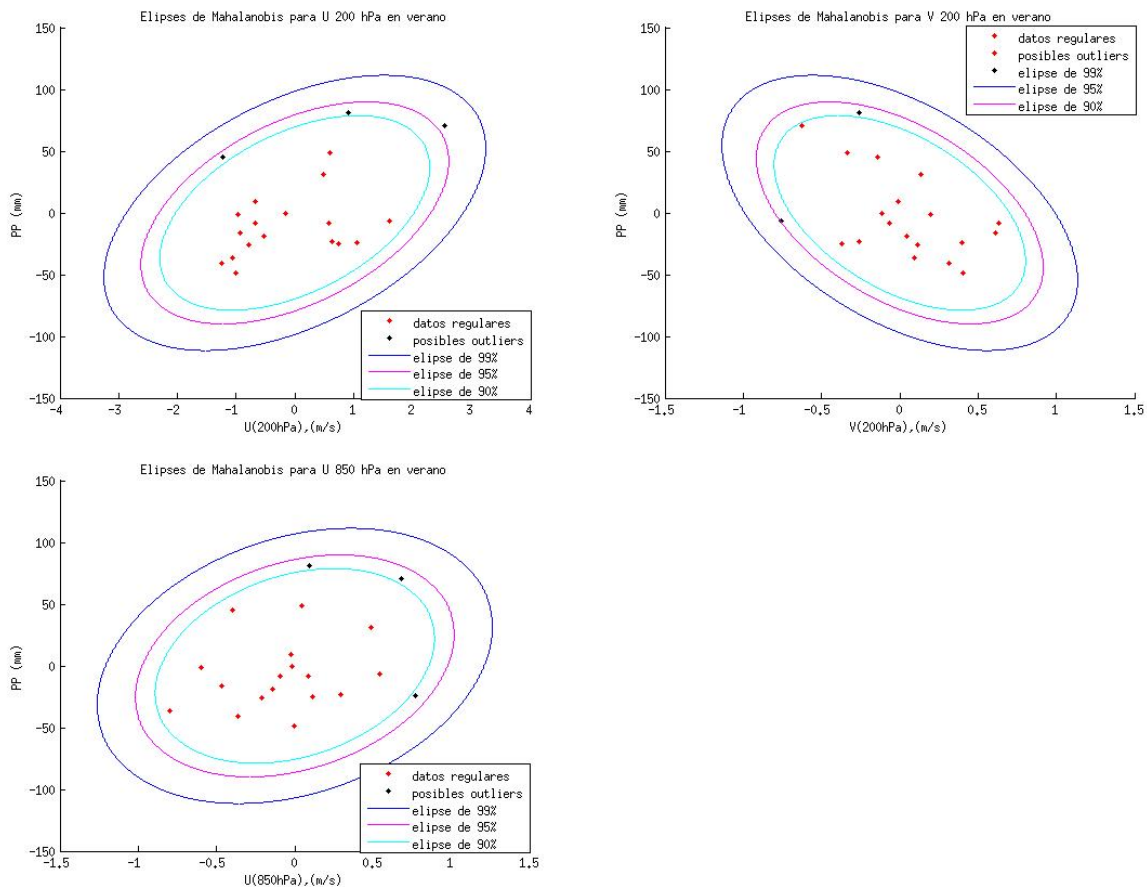 Elipses de Mahalanobis para U 200 hPa en verano
150
100
50
0
-50
-100
-150
PP (mm)
datos regulares
posibles outliers
elipse de 99%
elipse de 95%
elipse de 90%
-4 -3 -2 -1 0 1 2 3 4
U(200hPa),(m/s)
Elipses de Mahalanobis para V 200 hPa en verano
150
100
50
0
-50
-100
-150
PP (mm)
datos regulares
posibles outliers
elipse de 99%
elipse de 95%
elipse de 90%
-1.5 -1 -0.5 0 0.5 1 1.5
V(200hPa),(m/s)
Elipses de Mahalanobis para U 850 hPa en verano
150
100
50
0
-50
-100
-150
PP (mm)
datos regulares
posibles outliers
elipse de 99%
elipse de 95%
elipse de 90%
-1.5 -1 -0.5 0 0.5 1 1.5
U(850hPa),(m/s)